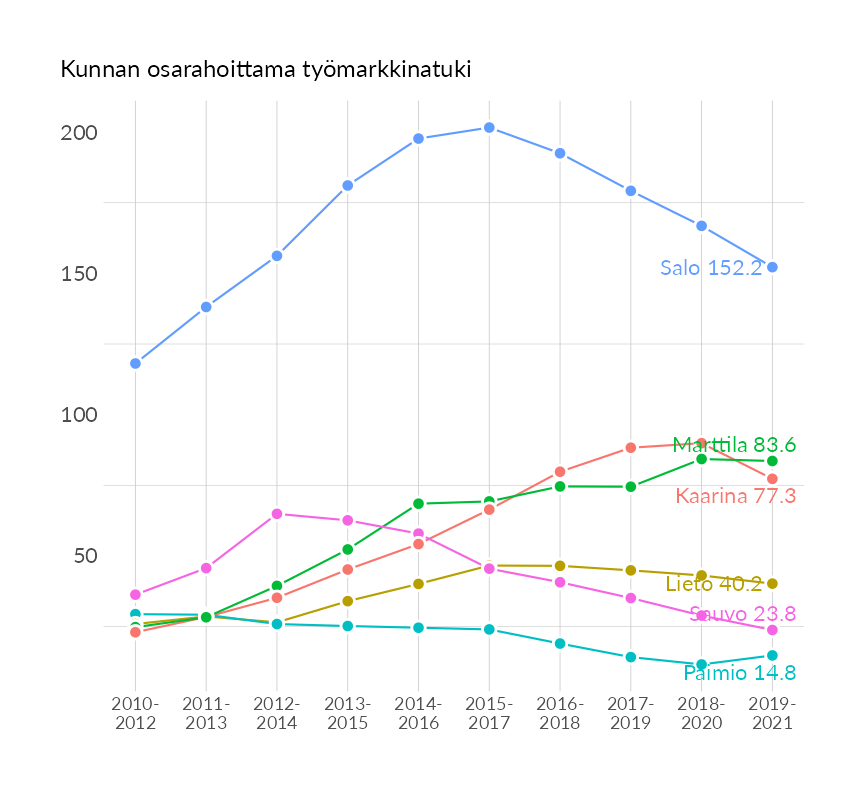 Kunnan osarahoittama työmarkkinatuki
200
150
100
50
Salo 152.2
Marttila 83.6
Kaarina 77.3
Lieto 40.2
Sauvo 23.8
Paimio 14.8
2010- 2011- 2012- 2013- 2014- 2015- 2016- 2017- 2018- 2019-
2012 2013 2014 2015 2016 2017 2018 2019 2020 2021